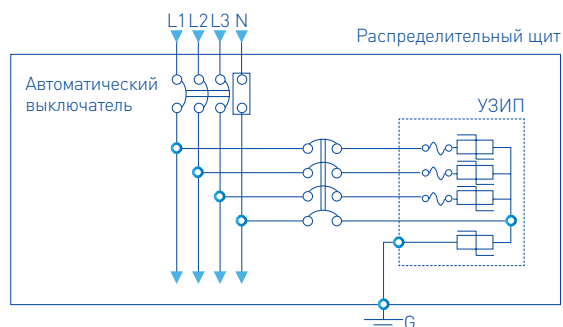 L1 L2 L3 N
Распределительный щит
Автоматический
выключатель
УЗИП
G